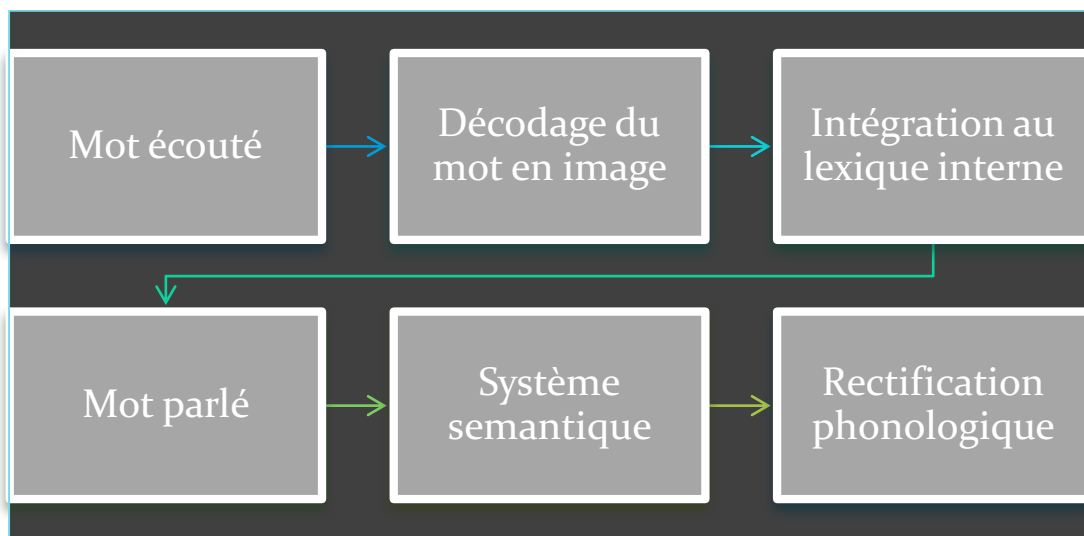 Mot écouté
Décodage du
mot en image
Intégration au
lexique interne
Mot parlé
Système
semantique
Rectification
phonologique